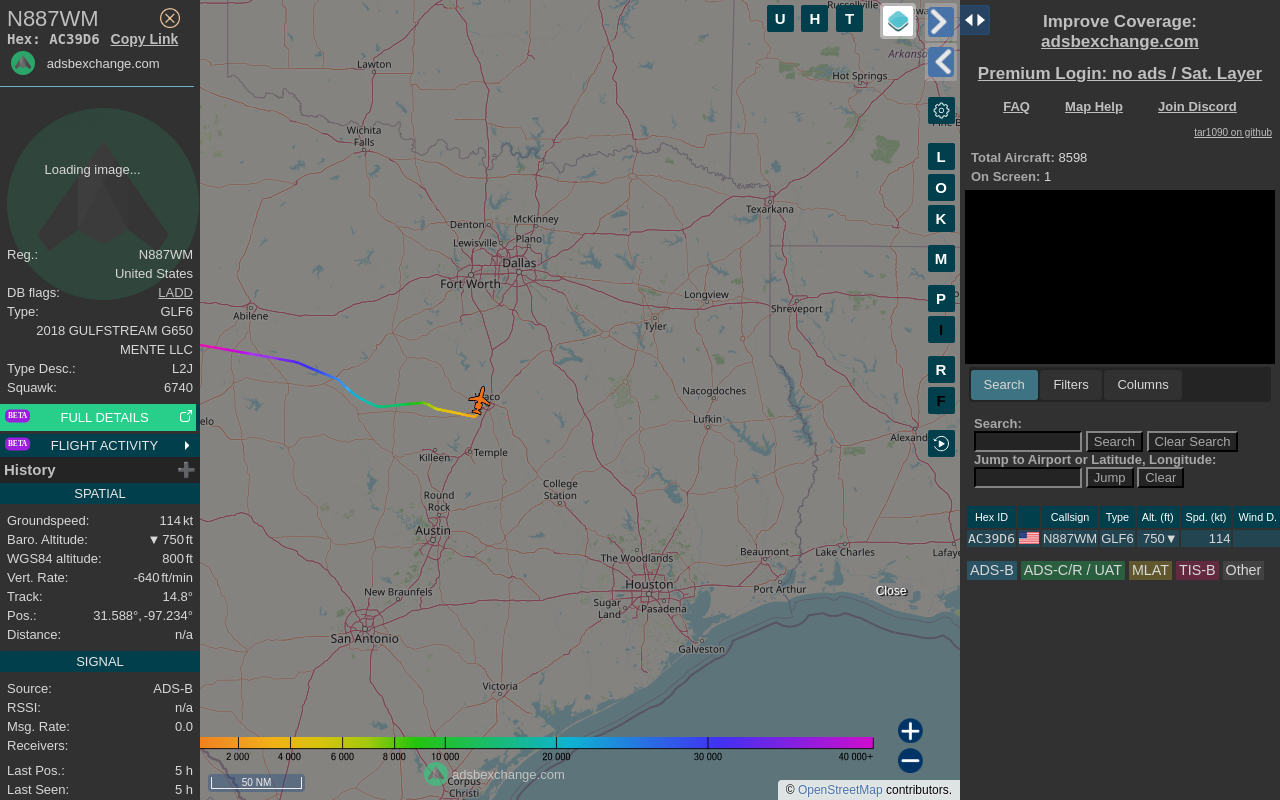 N887WM
Hex: AC39D6 Copy Link
adsbexchange.com
Loading image...
Reg.: N887WM
United States
DB flags: LADD
Type: GLF6
2018 GULFSTREAM G650
MENTE LLC
Type Desc.: L2J
Squawk: 6740
BETA FULL DETAILS
BETA FLIGHT ACTIVITY
History
SPATIAL
Groundspeed: 114 kt
Baro. Altitude: ▼ 750 ft
WGS84 altitude: 800 ft
Vert. Rate: -640 ft/min
Track: 14.8°
Pos.: 31.588°, -97.234°
Distance: n/a
SIGNAL
Source: ADS-B
RSSI: n/a
Msg. Rate: 0.0
Receivers:
Last Pos.: 5 h
Last Seen: 5 h
U H T
L
O
K
M
P
I
R
F
Russellville
Lawton
Hot Springs
Wichita
Falls
Texarkana
Denton
McKinney
Lewisville
Plano
Dallas
Fort Worth
Abilene
Longview
Shreveport
Tyler
Nacogdoches
Lufkin
Killeen
Temple
College
Station
Round
Rock
Austin
The Woodlands
Beaumont
Lake Charles
Houston
New Braunfels
Port Arthur
Sugar
Land
Pasadena
San Antonio
Galveston
Victoria
Corpus
Christi
Close
2 000 4 000 6 000 8 000 10 000 20 000 30 000 40 000+
adsbexchange.com
50 NM
© OpenStreetMap contributors.
Improve Coverage:
adsbexchange.com
Premium Login: no ads / Sat. Layer
FAQ Map Help Join Discord
tar1090 on github
Total Aircraft: 8598
On Screen: 1
Search Filters Columns
Search:
Search Clear Search
Jump to Airport or Latitude, Longitude:
Jump Clear
Hex ID Callsign Type Alt. (ft) Spd. (kt) Wind D.
AC39D6 N887WM GLF6 750▼ 114
ADS-B ADS-C/R / UAT MLAT TIS-B Other